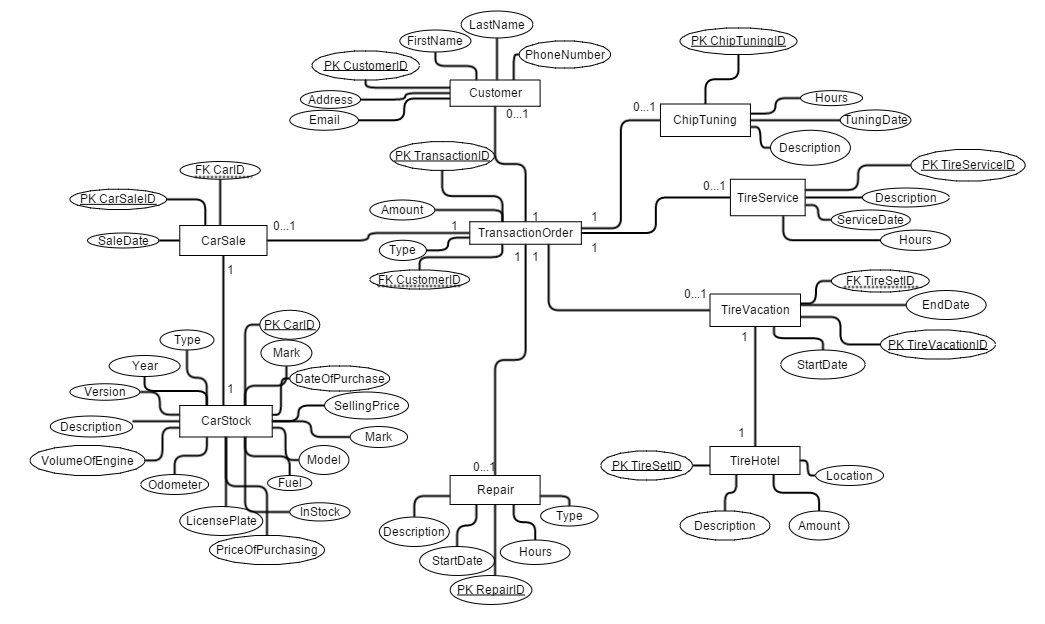 LastName
FirstName
PK ChipTuningID
PhoneNumber
PK CustomerID
Customer
Hours
Address
0...1
0...1
Email
ChipTuning
TuningDate
Description
PK TransactionID
PK TireServiceID
FK CarID
0...1
TireService
Description
PK CarSaleID
Amount
ServiceDate
1
1
0...1
1
TransactionOrder
SaleDate
CarSale
Hours
Type
1
1
1
1
FK CustomerID
FK TireSetID
0...1
EndDate
TireVacation
PK CarID
Type
1
PK TireVacationID
Mark
Year
StartDate
DateOfPurchase
Version
1
SellingPrice
CarStock
Description
Mark
1
VolumeOfEngine
Model
TireHotel
PK TireSetID
0...1
Location
Odometer
Fuel
Repair
InStock
Type
LicensePlate
Description
Description
Amount
PriceOfPurchasing
StartDate
Hours
PK RepairID